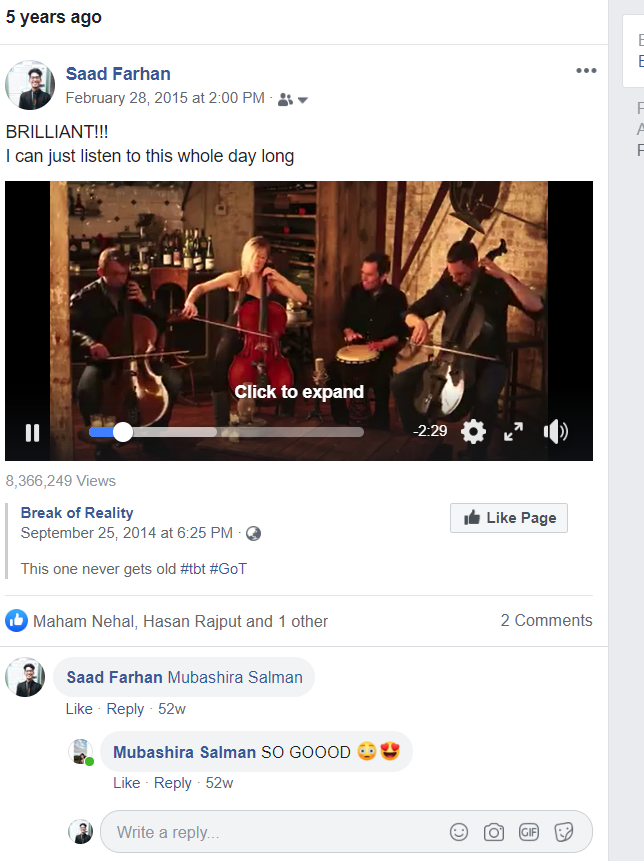 5 years ago
Saad Farhan
February 28, 2015 at 2:00 PM ·
BRILLIANT!!!
I can just listen to this whole day long
Click to expand
-2:29
8,366,249 Views
Break of Reality
September 25, 2014 at 6:25 PM ·
Like Page
This one never gets old #tbt #GoT
Maham Nehal, Hasan Rajput and 1 other
2 Comments
Saad Farhan Mubashira Salman
Like · Reply · 52w
Mubashira Salman SO GOOOD 😳😍
Like · Reply · 52w
Write a reply...
GIF